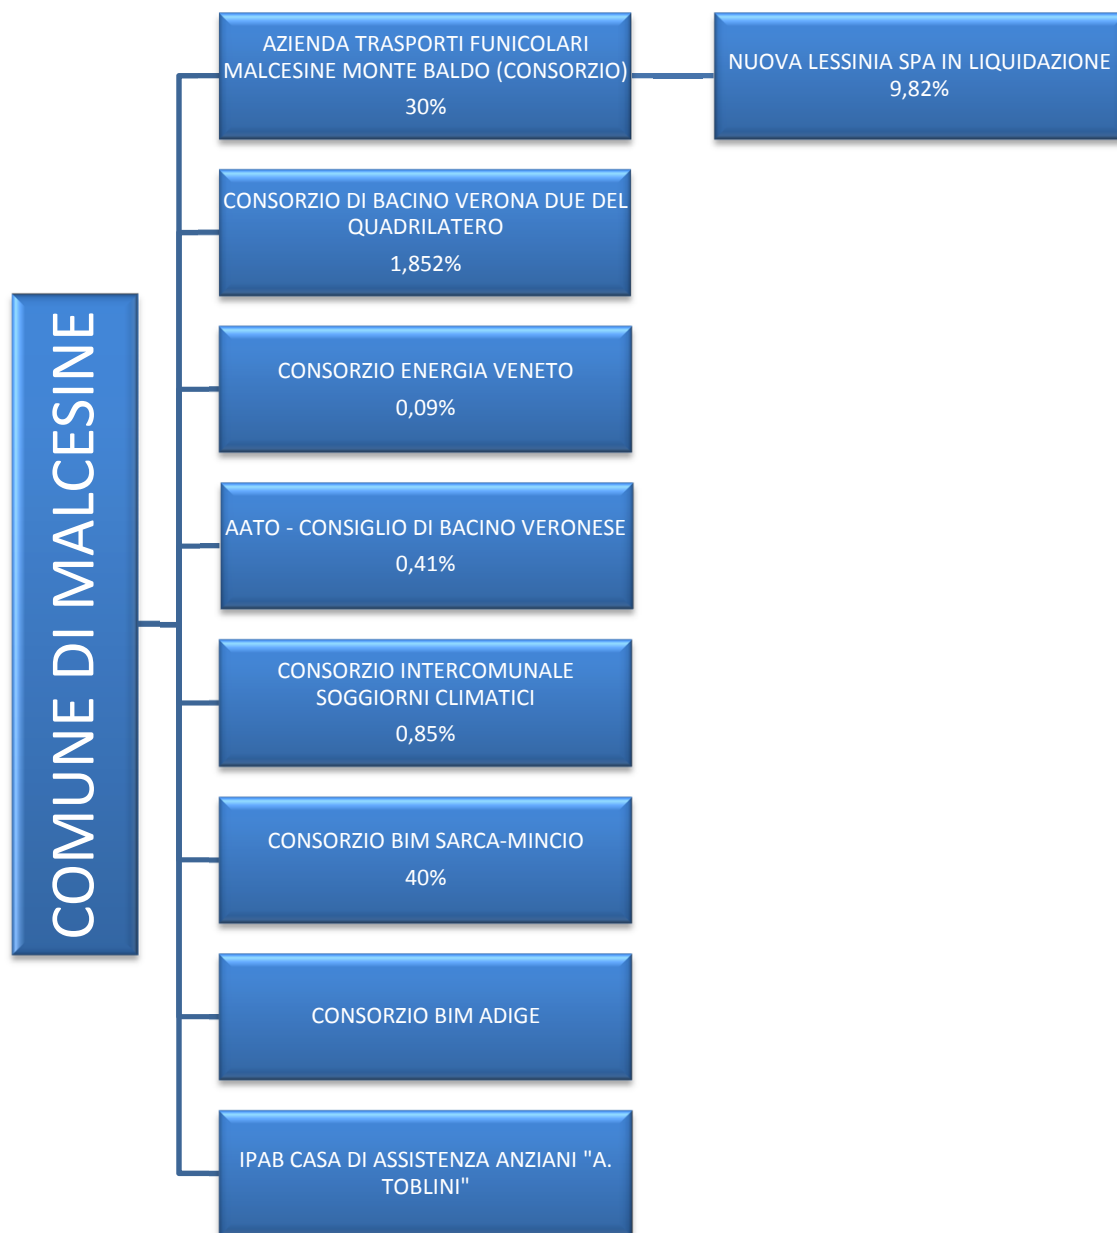 COMUNE DI MALCESINE
AZIENDA TRASPORTI FUNICOLARI
MALCESINE MONTE BALDO (CONSORZIO)
30%
NUOVA LESSINIA SPA IN LIQUIDAZIONE
9,82%
CONSORZIO DI BACINO VERONA DUE DEL
QUADRILATERO
1,852%
CONSORZIO ENERGIA VENETO
0,09%
AATO - CONSIGLIO DI BACINO VERONESE
0,41%
CONSORZIO INTERCOMUNALE
SOGGIORNI CLIMATICI
0,85%
CONSORZIO BIM SARCA-MINCIO
40%
CONSORZIO BIM ADIGE
IPAB CASA DI ASSISTENZA ANZIANI "A.
TOBLINI"